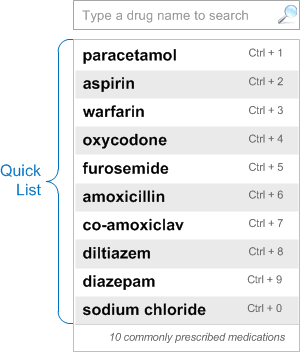 Type a drug name to search
paracetamol Ctrl + 1
aspirin Ctrl + 2
warfarin Ctrl + 3
oxycodone Ctrl + 4
furosemide Ctrl + 5
amoxicillin Ctrl + 6
co-amoxiclav Ctrl + 7
diltiazem Ctrl + 8
diazepam Ctrl + 9
sodium chloride Ctrl + 0
10 commonly prescribed medications
Quick
List